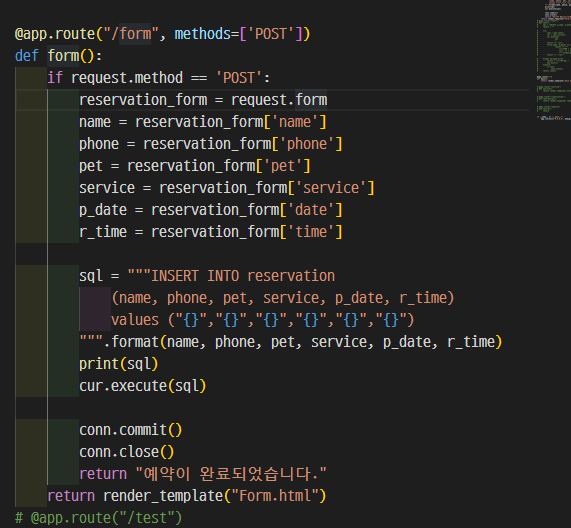 @app.route("/form", methods=['POST'])
def form():
    if request.method == 'POST':
        reservation_form = request.form
        name = reservation_form['name']
        phone = reservation_form['phone']
        pet = reservation_form['pet']
        service = reservation_form['service']
        p_date = reservation_form['date']
        r_time = reservation_form['time']

        sql = """INSERT INTO reservation
            (name, phone, pet, service, p_date, r_time)
            values ("{}","{}","{}","{}","{}","{}")
        """.format(name, phone, pet, service, p_date, r_time)
        print(sql)
        cur.execute(sql)

        conn.commit()
        conn.close()
        return "예약이 완료되었습니다."
    return render_template("Form.html")
# @app.route("/test")